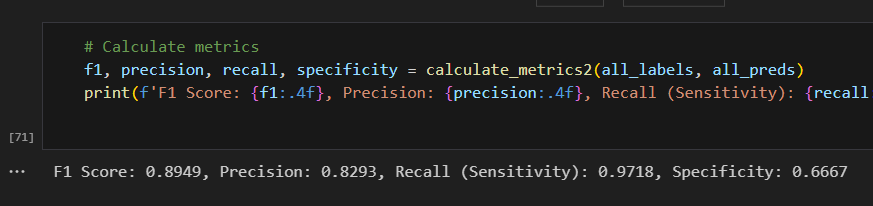 # Calculate metrics
f1, precision, recall, specificity = calculate_metrics2(all_labels, all_preds)
print(f'F1 Score: {f1:.4f}, Precision: {precision:.4f}, Recall (Sensitivity): {recall
[71]
... F1 Score: 0.8949, Precision: 0.8293, Recall (Sensitivity): 0.9718, Specificity: 0.6667